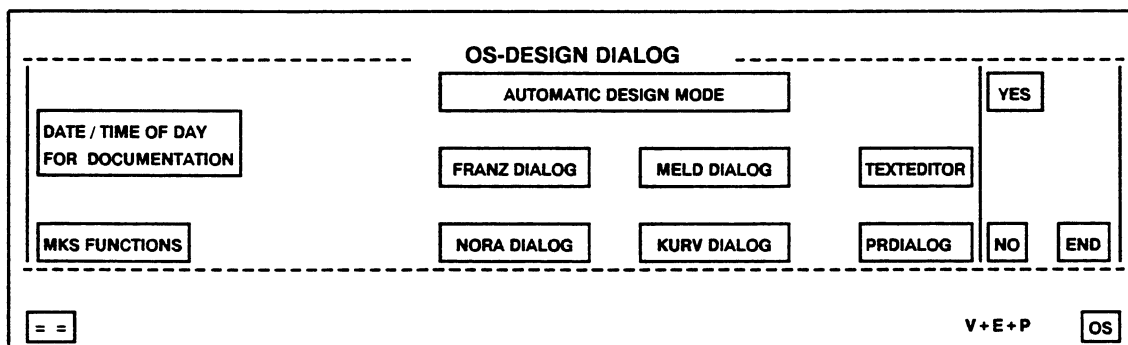 OS-DESIGN DIALOG
AUTOMATIC DESIGN MODE
YES
DATE / TIME OF DAY
FOR DOCUMENTATION
FRANZ DIALOG
MELD DIALOG
TEXTEDITOR
MKS FUNCTIONS
NORA DIALOG
KURV DIALOG
PRDIALOG
NO
END
= =
V+E+P
OS